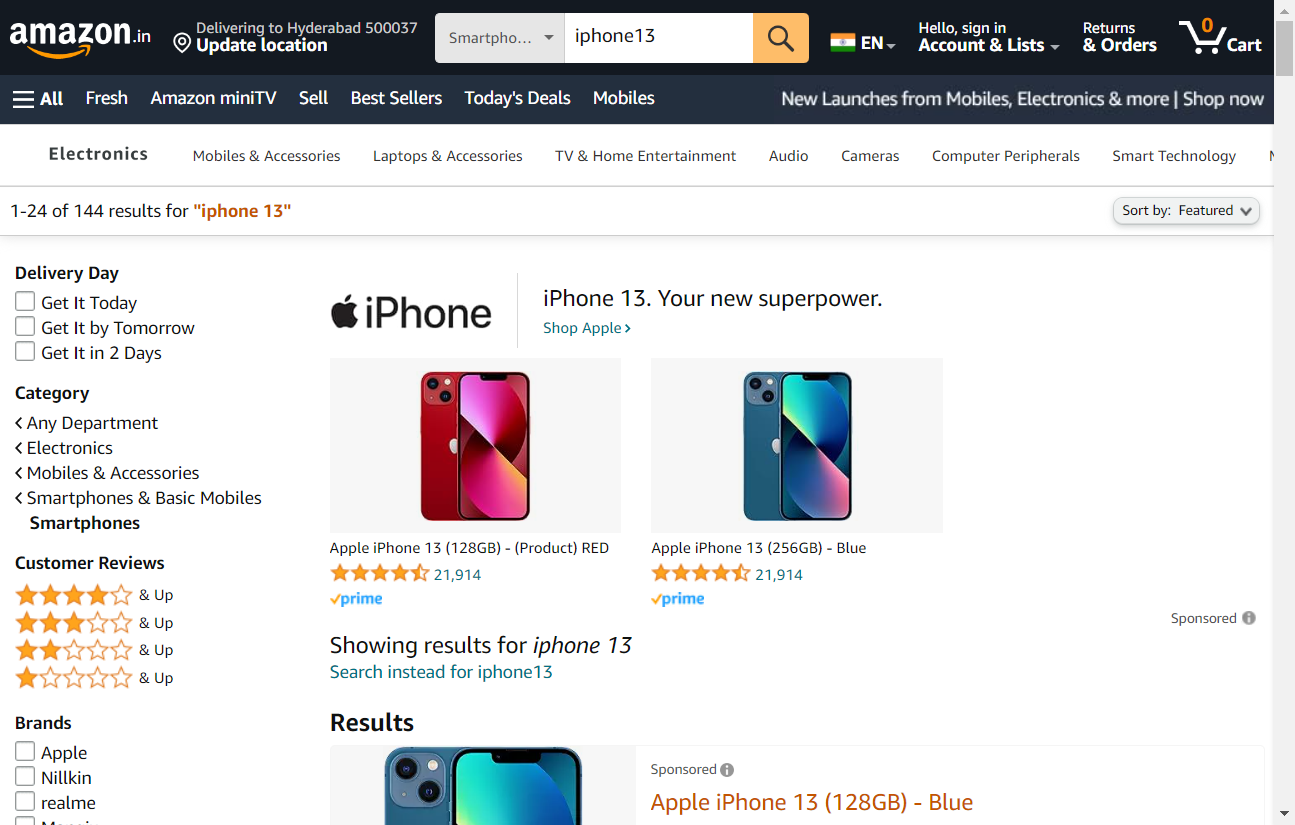 amazon.in
Delivering to Hyderabad 500037
Update location
Smartpho...
iphone13
EN
Hello, sign in
Account & Lists
Returns
& Orders
0
Cart
All
Fresh
Amazon miniTV
Sell
Best Sellers
Today's Deals
Mobiles
New Launches from Mobiles, Electronics & more | Shop now
Electronics
Mobiles & Accessories
Laptops & Accessories
TV & Home Entertainment
Audio
Cameras
Computer Peripherals
Smart Technology
1-24 of 144 results for "iphone 13"
Sort by: Featured
Delivery Day
Get It Today
Get It by Tomorrow
Get It in 2 Days
Category
Any Department
Electronics
Mobiles & Accessories
Smartphones & Basic Mobiles
Smartphones
Customer Reviews
& Up
& Up
& Up
& Up
Brands
Apple
Nillkin
realme
iPhone
iPhone 13. Your new superpower.
Shop Apple
Apple iPhone 13 (128GB) - (Product) RED
21,914
prime
Apple iPhone 13 (256GB) - Blue
21,914
prime
Sponsored
Showing results for iphone 13
Search instead for iphone13
Results
Sponsored
Apple iPhone 13 (128GB) - Blue